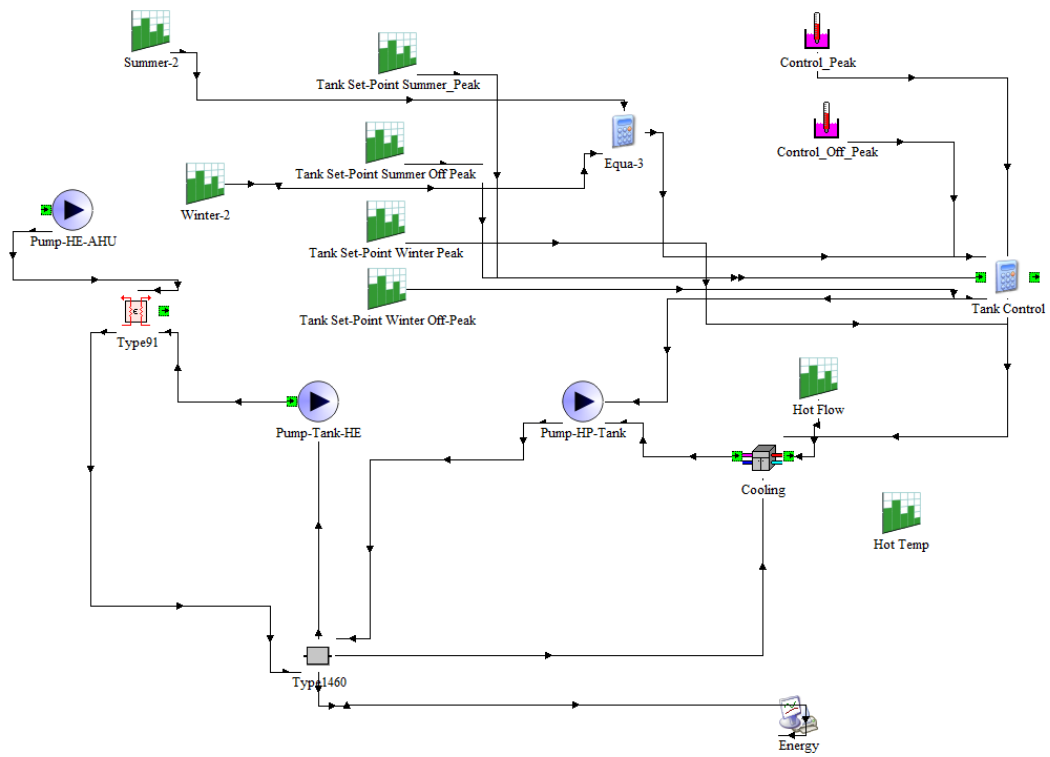 Summer-2
Tank Set-Point Summer_Peak
Control_Peak
Equa-3
Control_Off_Peak
Tank Set-Point Summer Off Peak
Winter-2
Pump-HE-AHU
Tank Set-Point Winter Peak
Tank Control
Tank Set-Point Winter Off-Peak
Type91
Hot Flow
Pump-Tank-HE
Pump-HP-Tank
Cooling
Hot Temp
Type1460
Energy